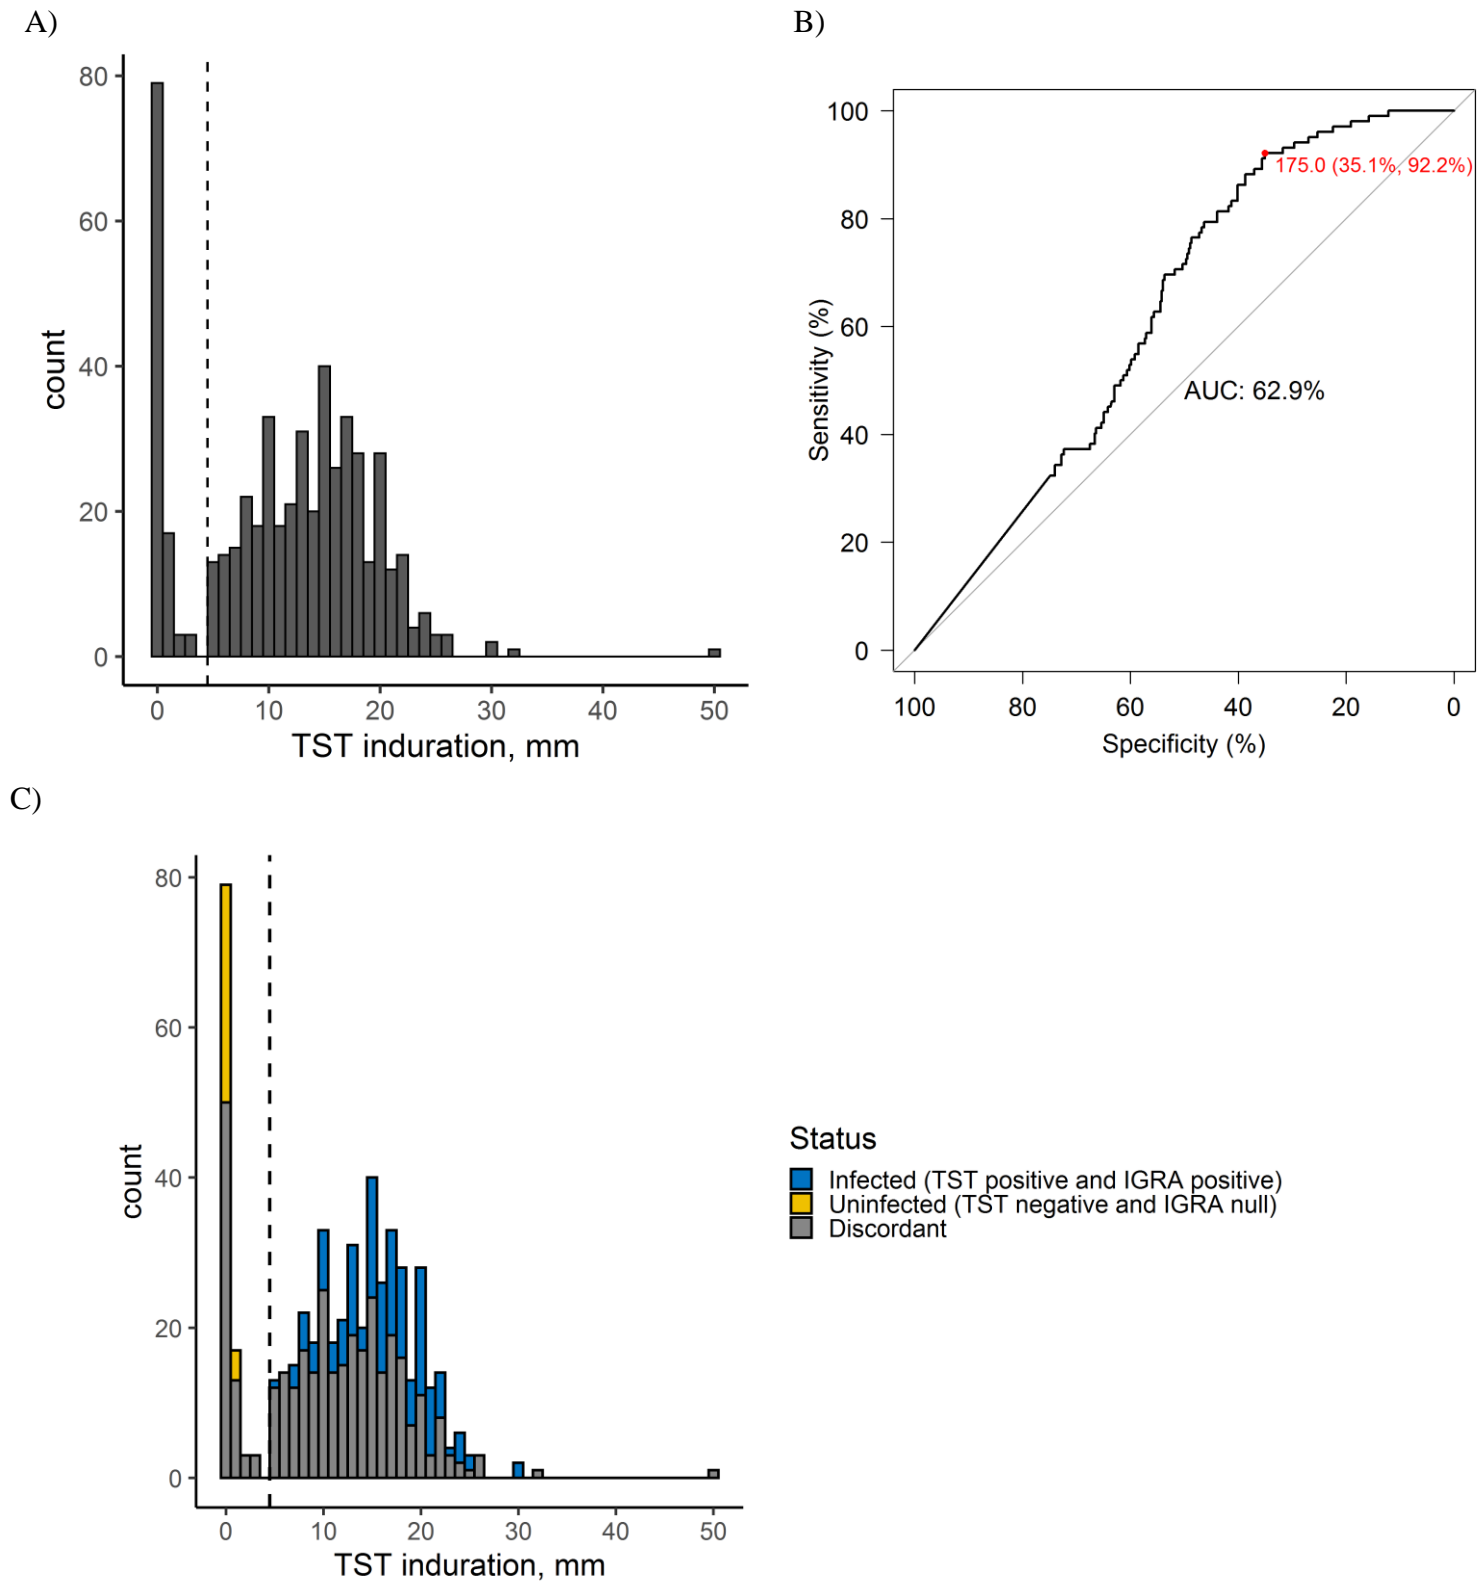 A)
80
60
40
20
0
count
0 10 20 30 40 50
TST induration, mm
B)
100
80
60
40
20
0
Sensitivity (%)
175.0 (35.1%, 92.2%)
AUC: 62.9%
100 80 60 40 20 0
Specificity (%)
C)
80
60
40
20
0
count
0 10 20 30 40 50
TST induration, mm
Status
Infected (TST positive and IGRA positive)
Uninfected (TST negative and IGRA null)
Discordant